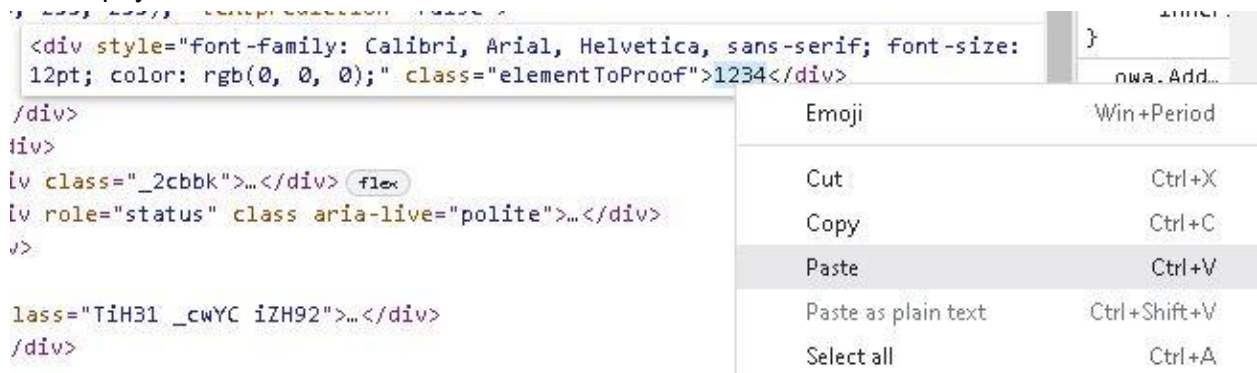 <div style="font-family: Calibri, Arial, Helvetica, sans-serif; font-size:
12pt; color: rgb(0, 0, 0);" class="elementToProof">1234</div>
}
owa.Add…
/div>
div>
iv class="_2cbbk">…</div> flex
iv role="status" class aria-live="polite">…</div>
v>
lass="TiH31 _cwYC iZH92">…</div>
/div>
Emoji Win+Period
Cut Ctrl+X
Copy Ctrl+C
Paste Ctrl+V
Paste as plain text Ctrl+Shift+V
Select all Ctrl+A